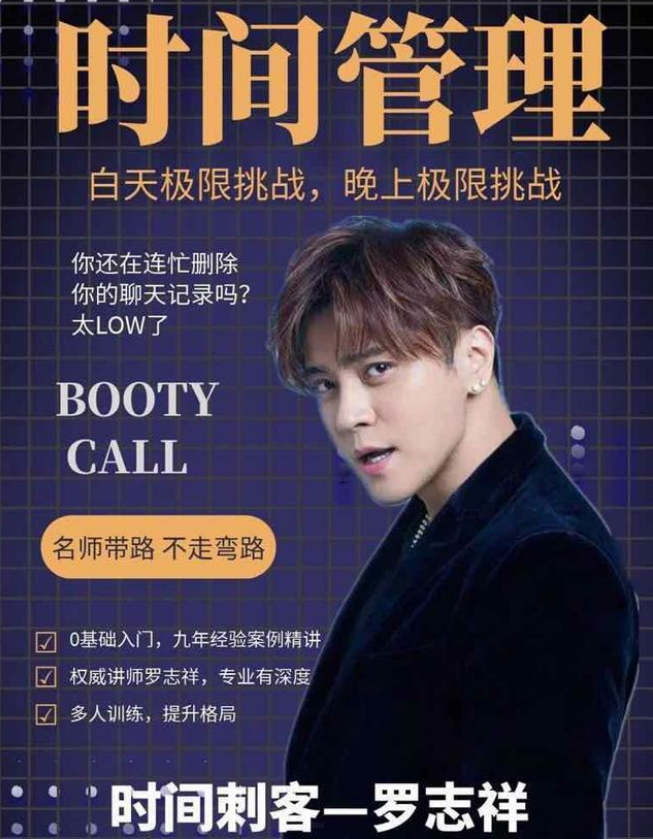 时间管理
白天极限挑战，晚上极限挑战
你还在连忙删除
你的聊天记录吗?
太LOW了
BOOTY
CALL
名师带路 不走弯路
0基础入门，九年经验案例精讲
权威讲师罗志祥，专业有深度
多人训练，提升格局
时间刺客—罗志祥